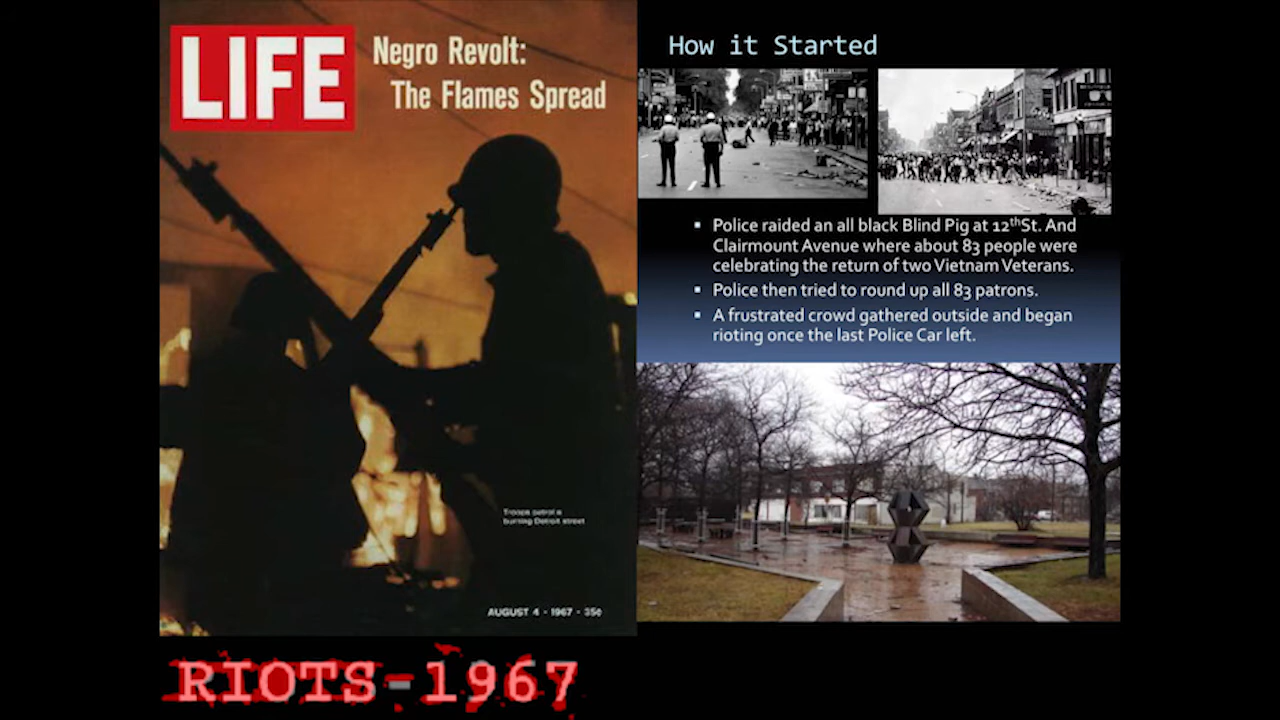 LIFE
Negro Revolt:
The Flames Spread
Troops patrol a
burning Detroit street
AUGUST 4 · 1967 · 35¢
How it Started
▪ Police raided an all black Blind Pig at 12thSt. And
Clairmount Avenue where about 83 people were
celebrating the return of two Vietnam Veterans.
▪ Police then tried to round up all 83 patrons.
▪ A frustrated crowd gathered outside and began
rioting once the last Police Car left.
RIOTS-1967